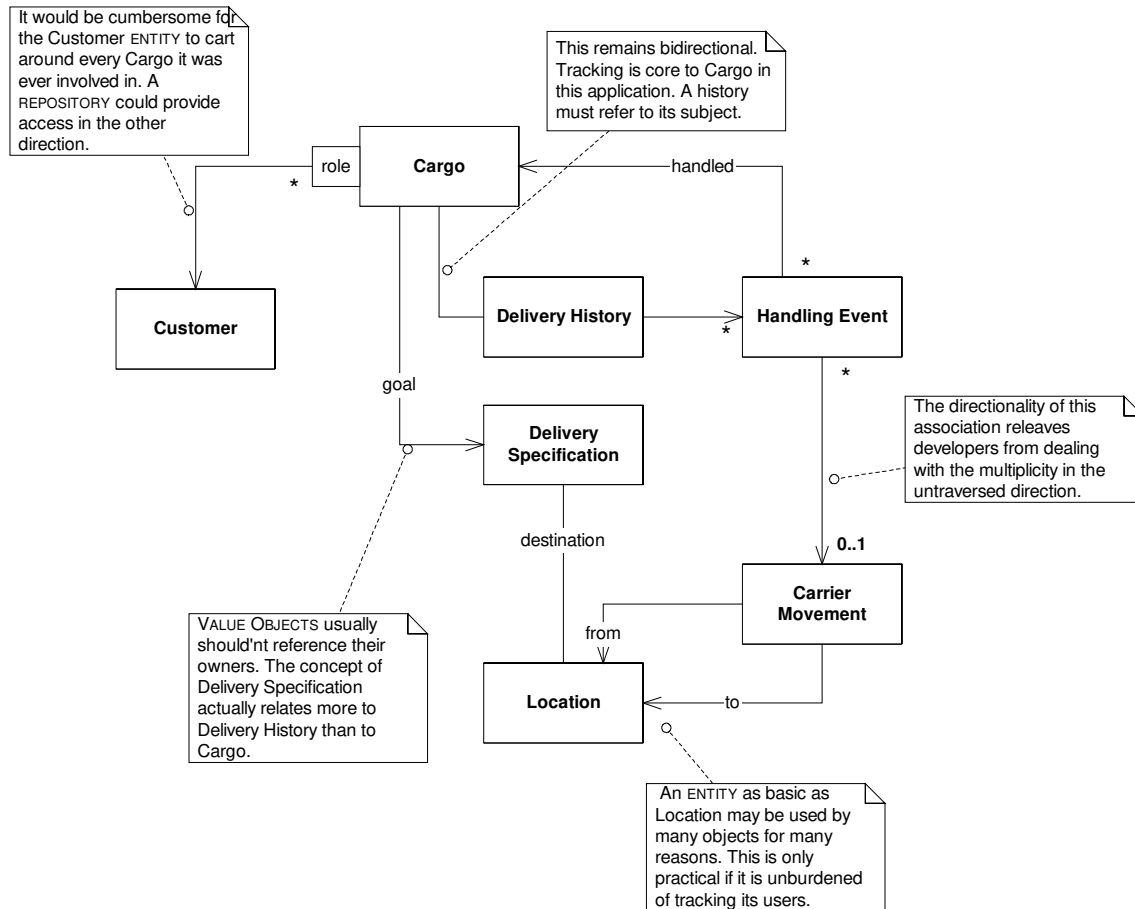 It would be cumbersome for
the Customer ENTITY to cart
around every Cargo it was
ever involved in. A
REPOSITORY could provide
access in the other
direction.
This remains bidirectional.
Tracking is core to Cargo in
this application. A history
must refer to its subject.
role
*
Cargo
handled
*
Customer
Delivery History
*
Handling Event
*
goal
Delivery
Specification
The directionality of this
association releaves
developers from dealing
with the multiplicity in the
untraversed direction.
destination
0..1
Carrier
Movement
from
VALUE OBJECTS usually
should'nt reference their
owners. The concept of
Delivery Specification
actually relates more to
Delivery History than to
Cargo.
Location
to
An ENTITY as basic as
Location may be used by
many objects for many
reasons. This is only
practical if it is unburdened
of tracking its users.